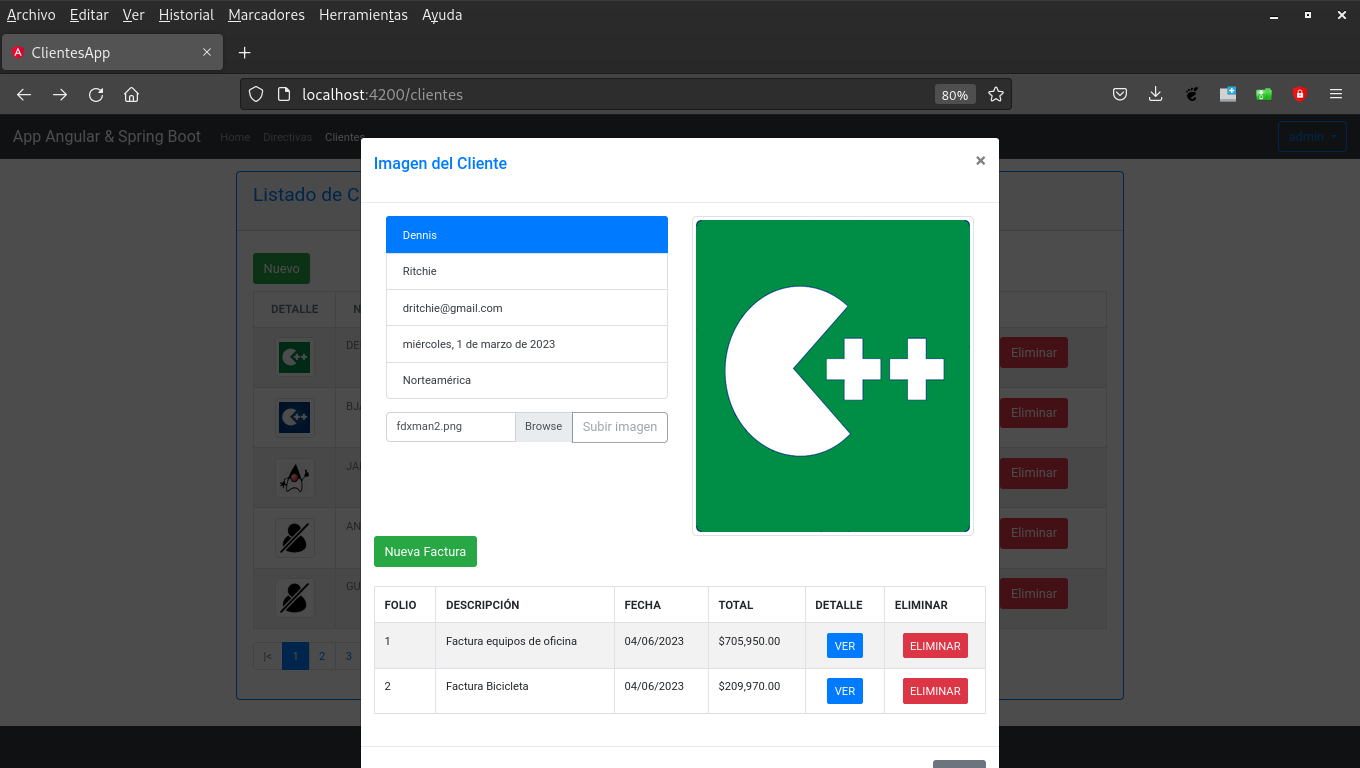 Archivo Editar Ver Historial Marcadores Herramientas Ayuda
ClientesApp × +
localhost:4200/clientes 80%
App Angular & Spring Boot Home Directivas Clientes admin
Imagen del Cliente ×
Listado de C
Nuevo
DETALLE N
DE Eliminar
BJA Eliminar
JA Eliminar
AN Eliminar
GU Eliminar
|< 1 2 3
Dennis
Ritchie
dritchie@gmail.com
miércoles, 1 de marzo de 2023
Norteamérica
fdxman2.png Browse Subir imagen
Nueva Factura
FOLIO DESCRIPCIÓN FECHA TOTAL DETALLE ELIMINAR
1 Factura equipos de oficina 04/06/2023 $705,950.00 VER ELIMINAR
2 Factura Bicicleta 04/06/2023 $209,970.00 VER ELIMINAR